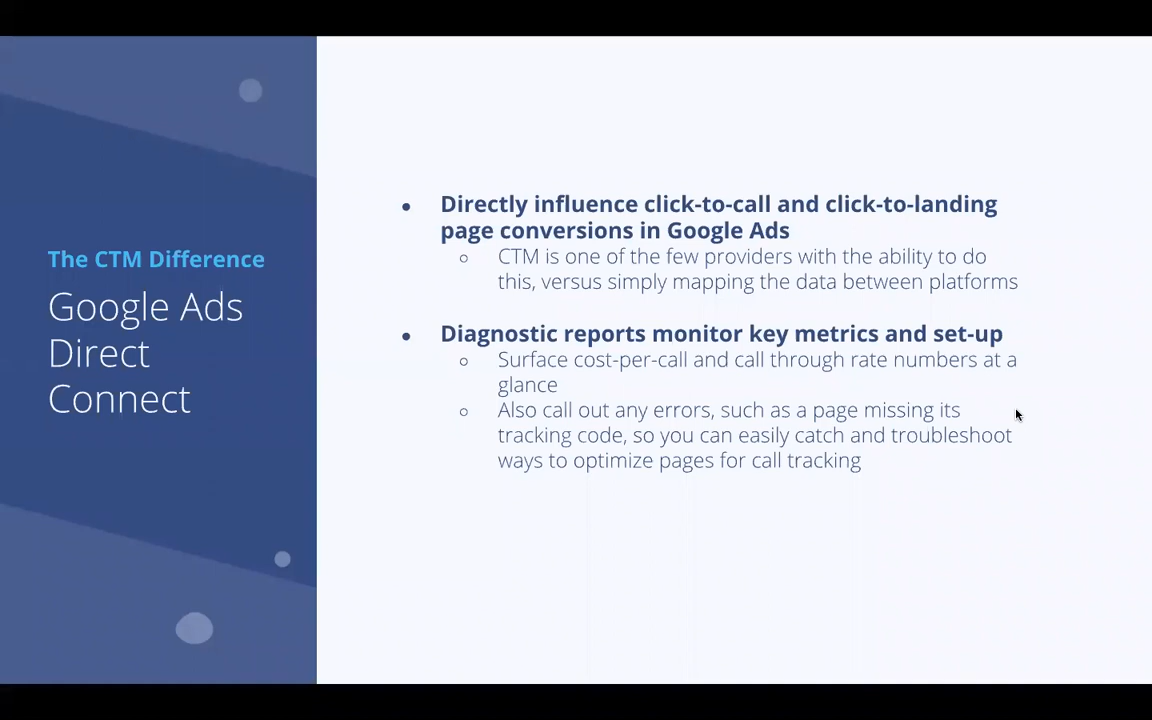 The CTM Difference
Google Ads
Direct
Connect
● Directly influence click-to-call and click-to-landing
page conversions in Google Ads
○ CTM is one of the few providers with the ability to do
this, versus simply mapping the data between platforms
● Diagnostic reports monitor key metrics and set-up
○ Surface cost-per-call and call through rate numbers at a
glance
○ Also call out any errors, such as a page missing its
tracking code, so you can easily catch and troubleshoot
ways to optimize pages for call tracking